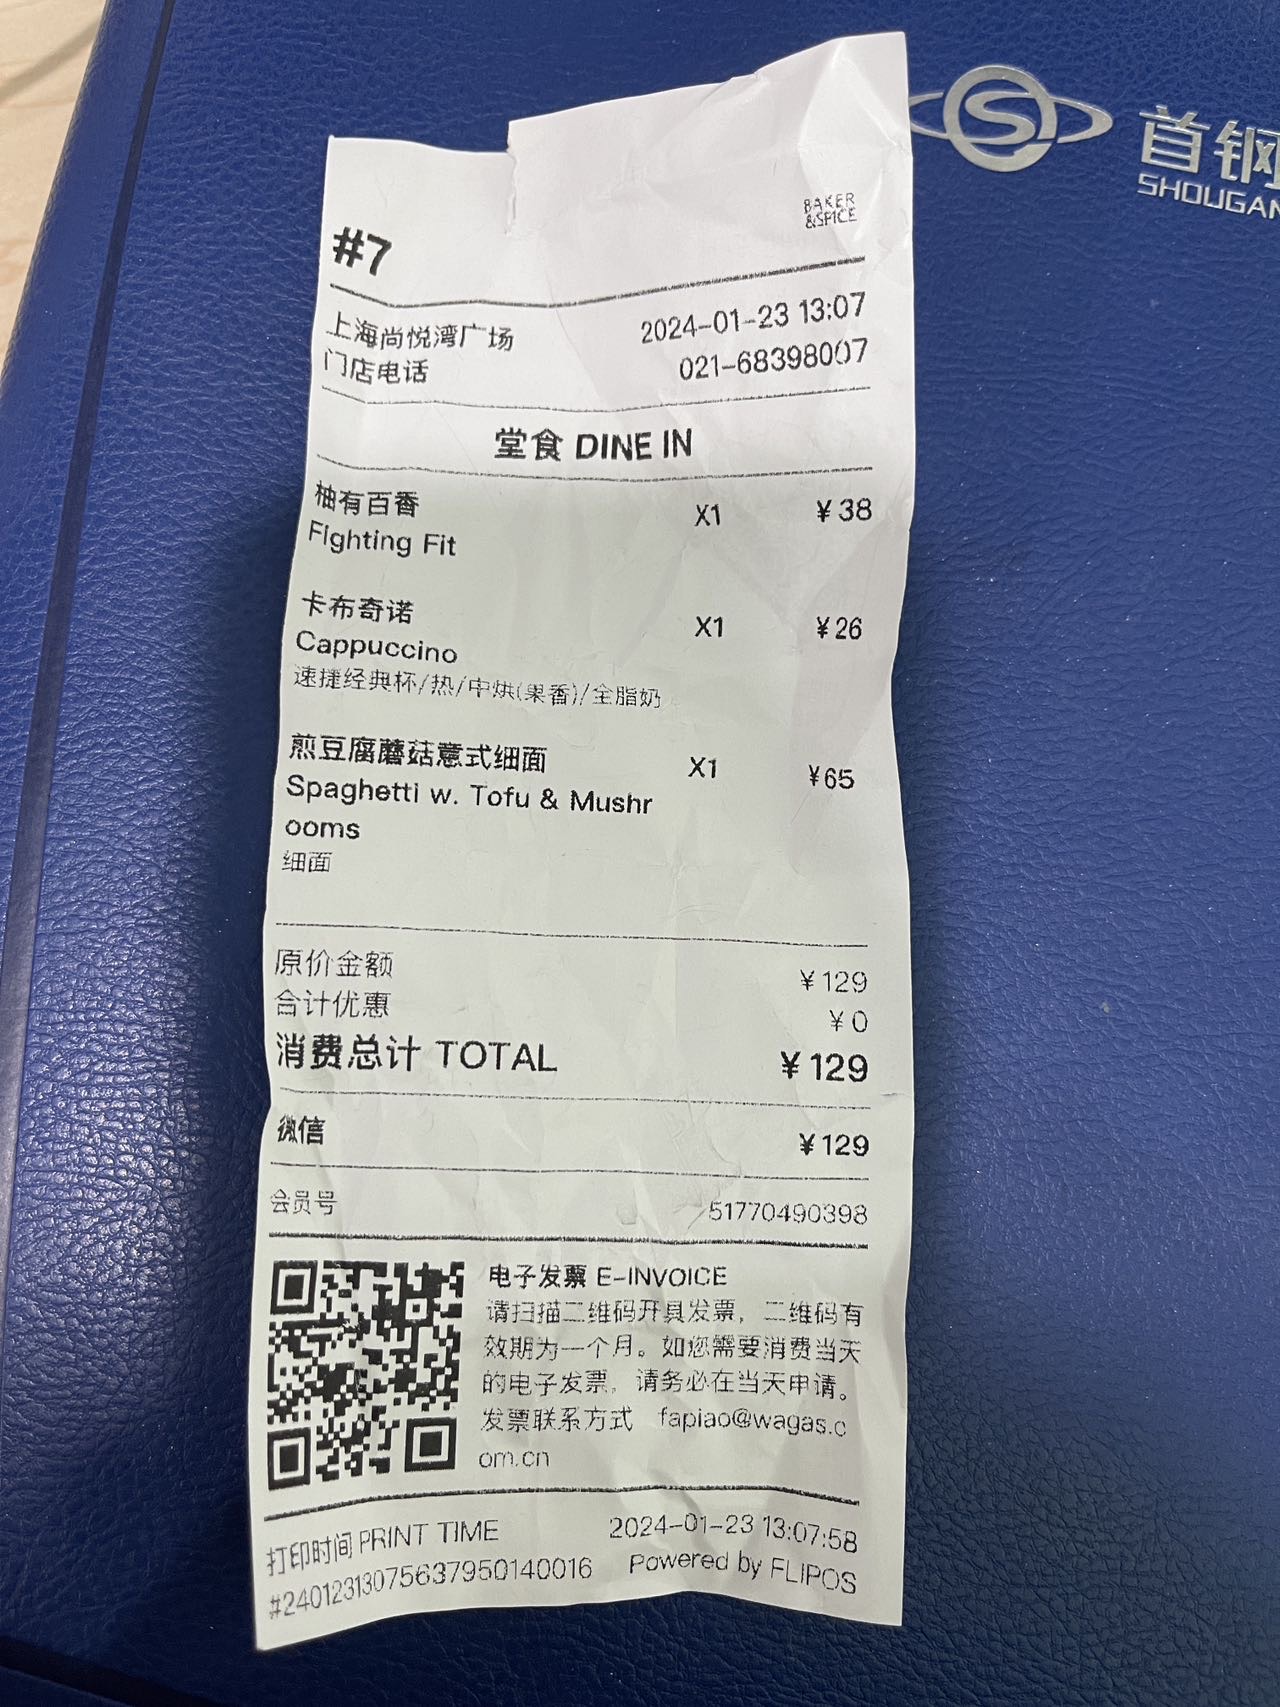 首钢
SHOUGAN
BAKER
&SPICE
#7
上海尚悦湾广场 2024-01-23 13:07
门店电话 021-68398007
堂食 DINE IN
柚有百香 X1 ¥38
Fighting Fit
卡布奇诺 X1 ¥26
Cappuccino
速捷经典杯/热/中烘(果香)/全脂奶
煎豆腐蘑菇意式细面 X1 ¥65
Spaghetti w. Tofu & Mushr
ooms
细面
原价金额 ¥129
合计优惠 ¥0
消费总计 TOTAL ¥129
微信 ¥129
会员号 51770490398
电子发票 E-INVOICE
请扫描二维码开具发票，二维码有
效期为一个月。如您需要消费当天
的电子发票，请务必在当天申请。
发票联系方式 fapiao@wagas.c
om.cn
打印时间 PRINT TIME 2024-01-23 13:07:58
#24012313075637950140016 Powered by FLIPOS